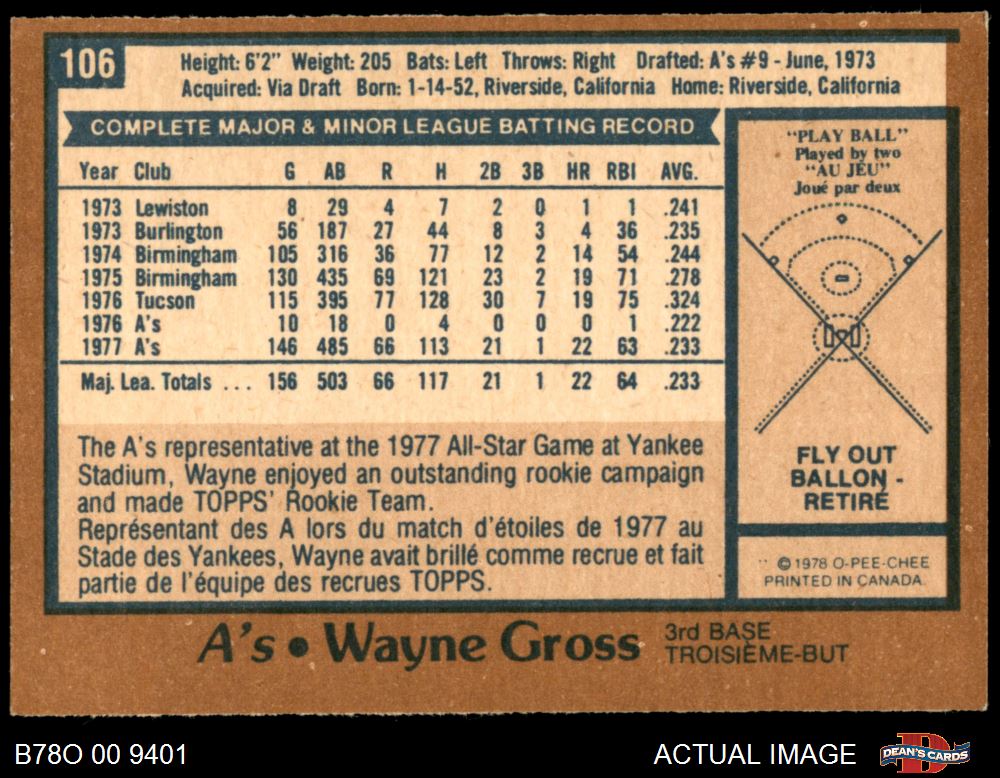 106
Height: 6'2" Weight: 205 Bats: Left Throws: Right Drafted: A's #9 - June, 1973
Acquired: Via Draft Born: 1-14-52, Riverside, California Home: Riverside, California
COMPLETE MAJOR & MINOR LEAGUE BATTING RECORD
Year Club G AB R H 2B 3B HR RBI AVG.
1973 Lewiston 8 29 4 7 2 0 1 1 .241
1973 Burlington 56 187 27 44 8 3 4 36 .235
1974 Birmingham 105 316 36 77 12 2 14 54 .244
1975 Birmingham 130 435 69 121 23 2 19 71 .278
1976 Tucson 115 395 77 128 30 7 19 75 .324
1976 A's 10 18 0 4 0 0 0 1 .222
1977 A's 146 485 66 113 21 1 22 63 .233
Maj. Lea. Totals ... 156 503 66 117 21 1 22 64 .233
The A's representative at the 1977 All-Star Game at Yankee
Stadium, Wayne enjoyed an outstanding rookie campaign
and made TOPPS' Rookie Team.
Représentant des A lors du match d'étoiles de 1977 au
Stade des Yankees, Wayne avait brillé comme recrue et fait
partie de l'équipe des recrues TOPPS.
"PLAY BALL"
Played by two
"AU JEU"
Joué par deux
FLY OUT
BALLON -
RETIRÉ
©1978 O-PEE-CHEE
PRINTED IN CANADA.
A's • Wayne Gross
3rd BASE
TROISIÈME-BUT
B78O 00 9401
ACTUAL IMAGE
DEAN'S CARDS